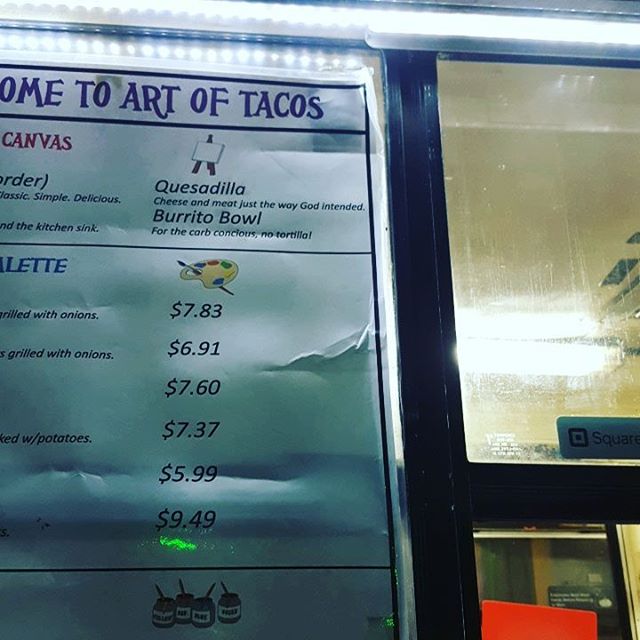 OME TO ART OF TACOS
CANVAS
order)
Classic. Simple. Delicious.
nd the kitchen sink.
Quesadilla
Cheese and meat just the way God intended.
Burrito Bowl
For the carb concious, no tortilla!
ALETTE
grilled with onions.
$7.83
s grilled with onions.
$6.91
$7.60
ked w/potatoes.
$7.37
$5.99
s.
$9.49
Square